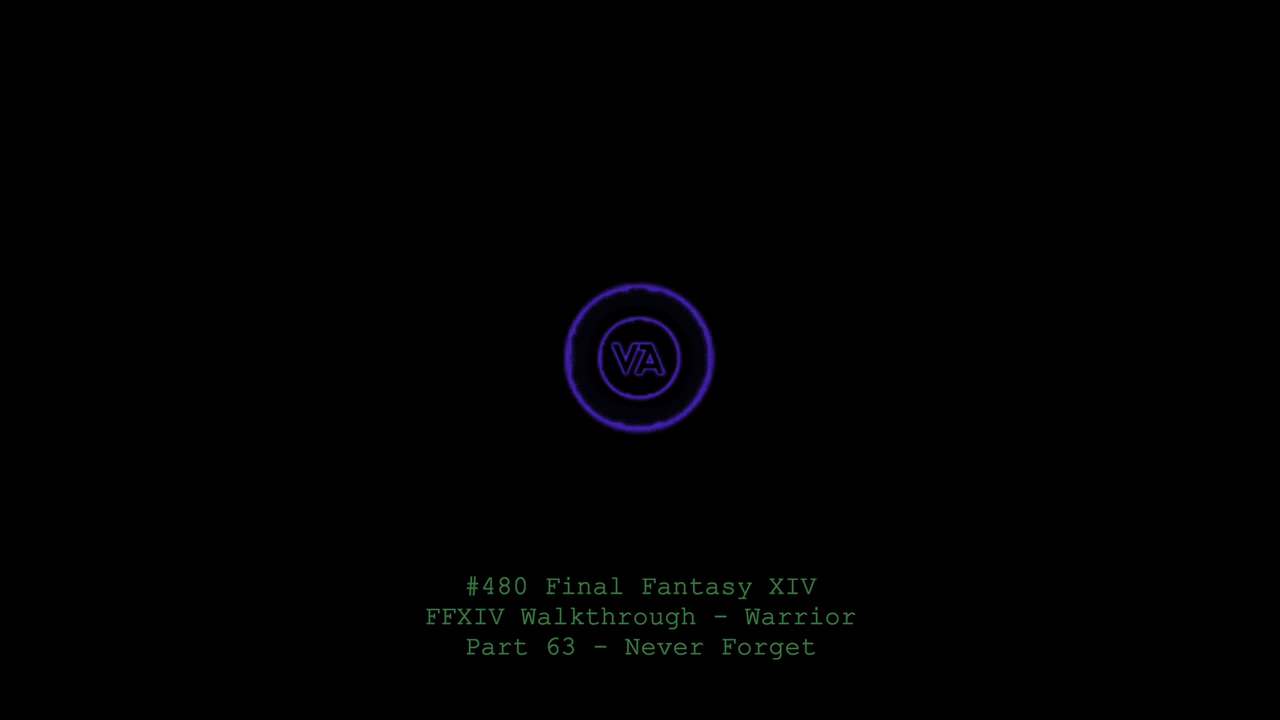 VA
#480 Final Fantasy XIV
FFXIV Walkthrough - Warrior
Part 63 - Never Forget